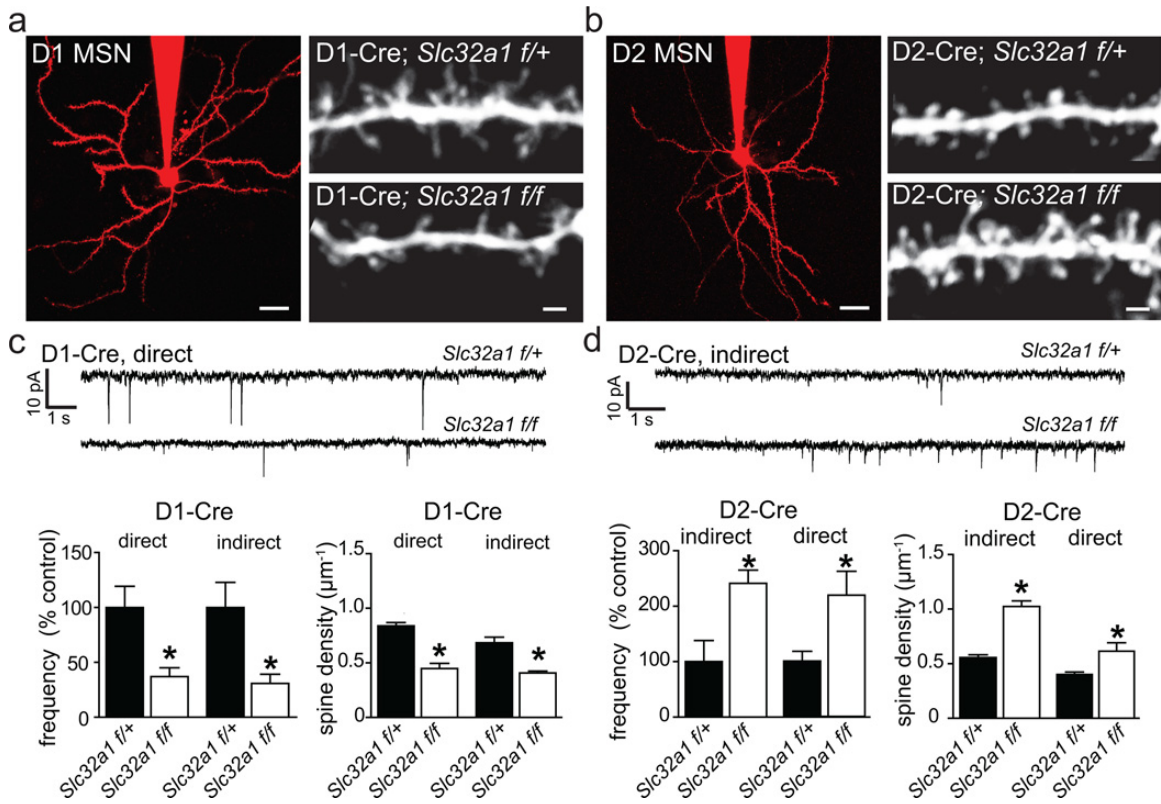 a
D1 MSN
D1-Cre; Slc32a1 f/+
D1-Cre; Slc32a1 f/f
b
D2 MSN
D2-Cre; Slc32a1 f/+
D2-Cre; Slc32a1 f/f
c
D1-Cre, direct
Slc32a1 f/+
10 pA
1 s
Slc32a1 f/f
D1-Cre
direct
indirect
frequency (% control)
150
100
50
0
Slc32a1 f/+
Slc32a1 f/f
Slc32a1 f/+
Slc32a1 f/f
*
*
D1-Cre
direct
indirect
spine density (µm⁻¹)
1.5
1.0
0.5
0
*
*
Slc32a1 f/+
Slc32a1 f/f
Slc32a1 f/+
Slc32a1 f/f
d
D2-Cre, indirect
Slc32a1 f/+
10 pA
1 s
Slc32a1 f/f
D2-Cre
indirect
direct
frequency (% control)
300
200
100
0
*
*
Slc32a1 f/+
Slc32a1 f/f
Slc32a1 f/+
Slc32a1 f/f
D2-Cre
indirect
direct
spine density (µm⁻¹)
1.5
1.0
0.5
0
*
*
Slc32a1 f/+
Slc32a1 f/f
Slc32a1 f/+
Slc32a1 f/f